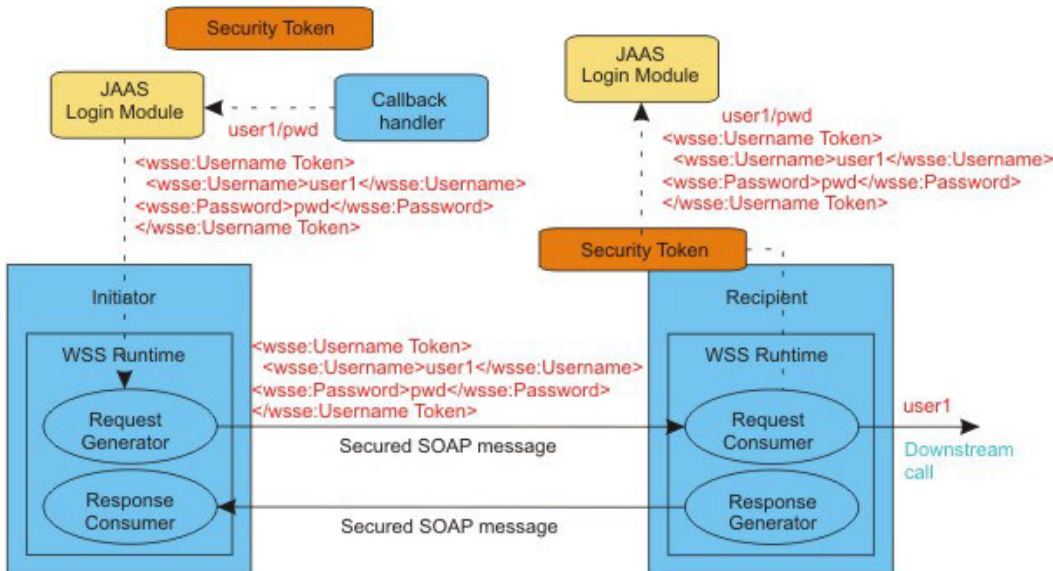 Security Token
JAAS
Login Module
Callback
handler
user1/pwd
<wsse:Username Token>
<wsse:Username>user1</wsse:Username>
<wsse:Password>pwd</wsse:Password>
</wsse:Username Token>
JAAS
Login Module
user1/pwd
<wsse:Username Token>
<wsse:Username>user1</wsse:Username>
<wsse:Password>pwd</wsse:Password>
</wsse:Username Token>
Security Token
Initiator
WSS Runtime
Request
Generator
Response
Consumer
<wsse:Username Token>
<wsse:Username>user1</wsse:Username>
<wsse:Password>pwd</wsse:Password>
</wsse:Username Token>
Secured SOAP message
Secured SOAP message
Recipient
WSS Runtime
Request
Consumer
Response
Generator
user1
Downstream
call